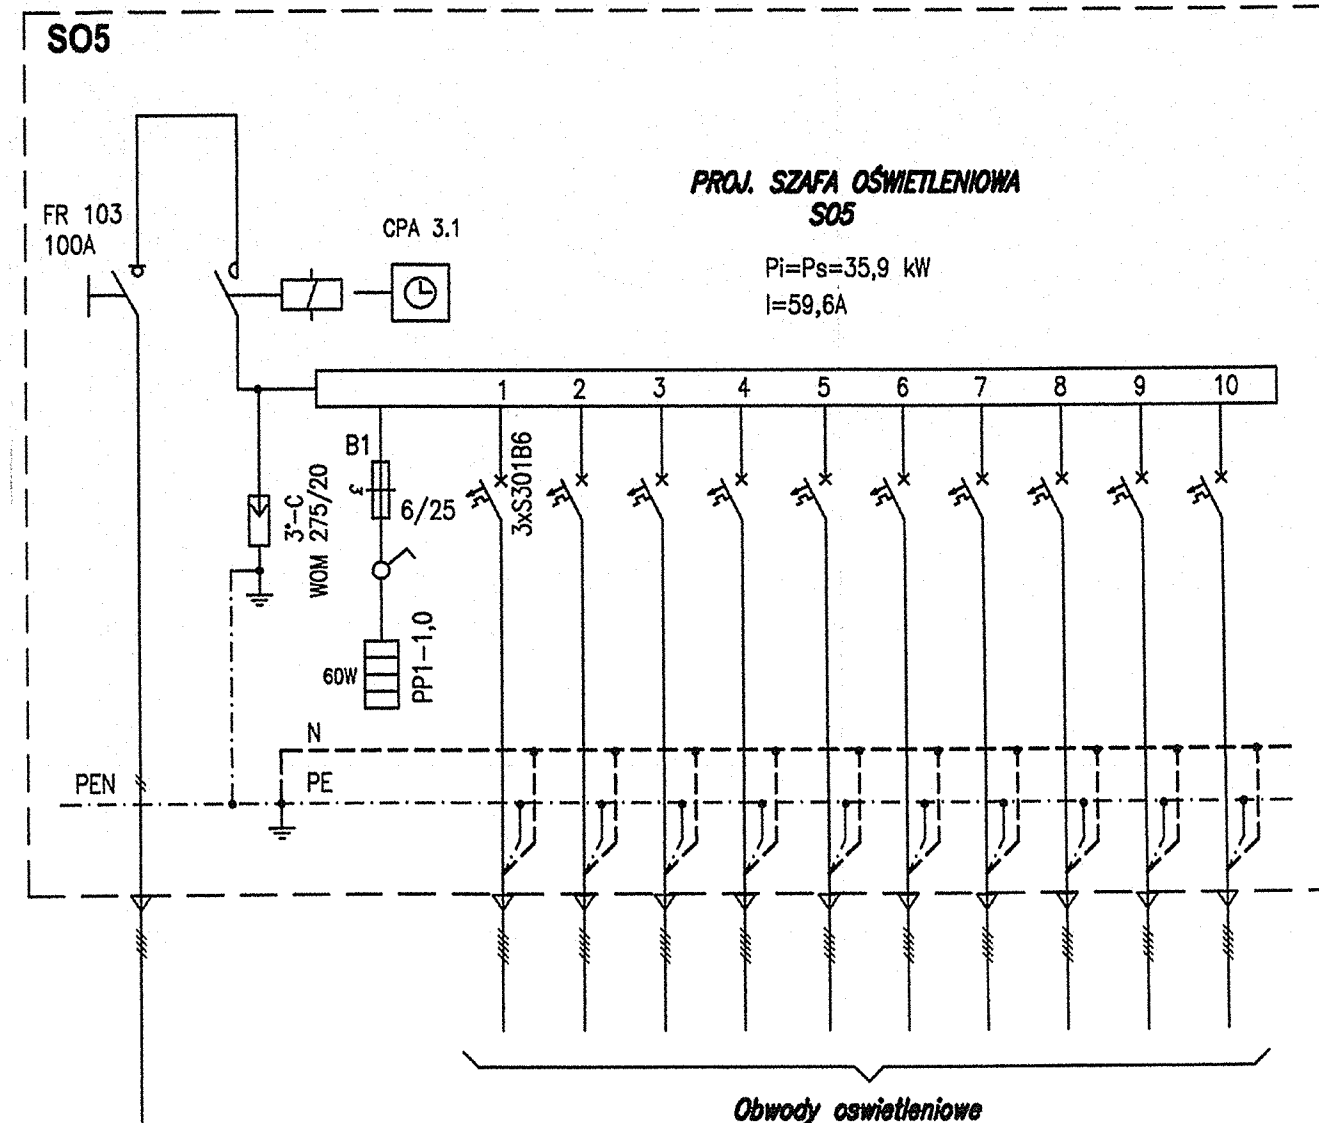 SO5
PROJ. SZAFA OŚWIETLENIOWA
SO5
FR 103
100A
CPA 3.1
Pi=Ps=35,9 kW
I=59,6A
1 2 3 4 5 6 7 8 9 10
B1
3
6/25
3xS301B6
3*-C
WOM 275/20
60W
PP1-1,0
N
PEN
PE
Obwody oswietleniowe